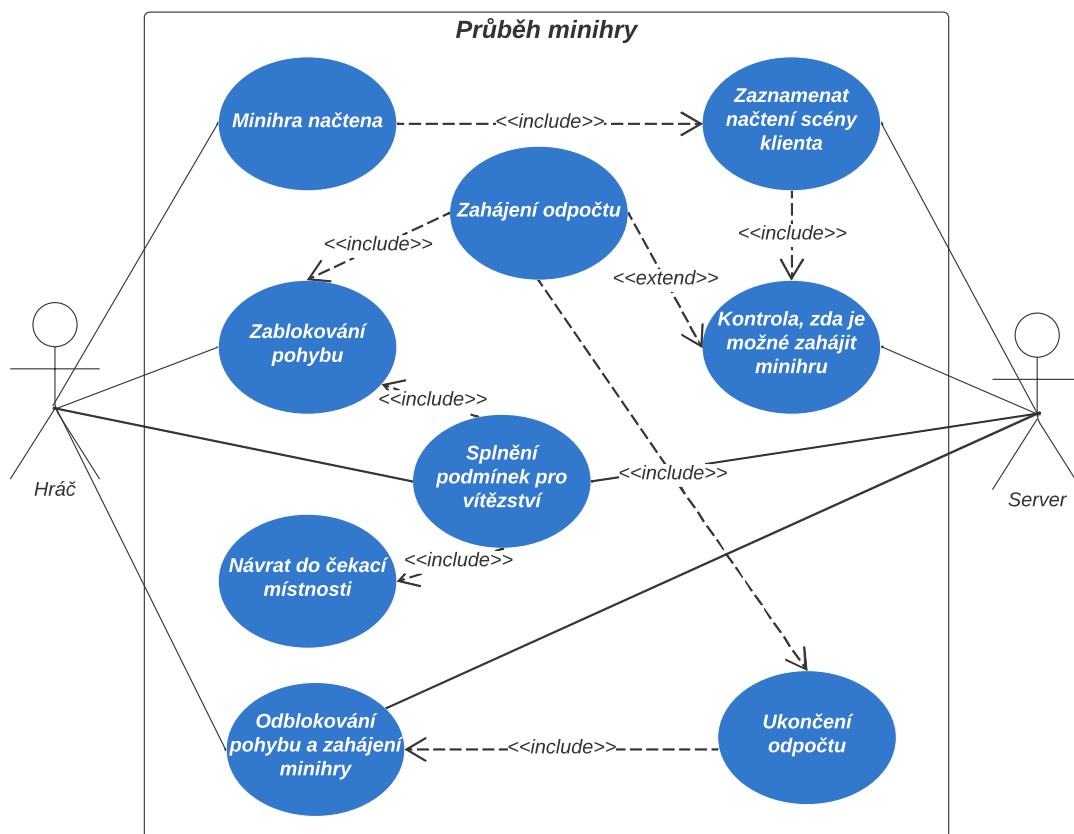 Průběh minihry
Minihra načtena
<<include>>
Zaznamenat
načtení scény
klienta
Zahájení odpočtu
<<include>>
<<include>>
<<extend>>
Zablokování
pohybu
Kontrola, zda je
možné zahájit
minihru
<<include>>
Splnění
podmínek pro
vítězství
<<include>>
Hráč
Server
<<include>>
Návrat do čekací
místnosti
Odblokování
pohybu a zahájení
minihry
<<include>>
Ukončení
odpočtu